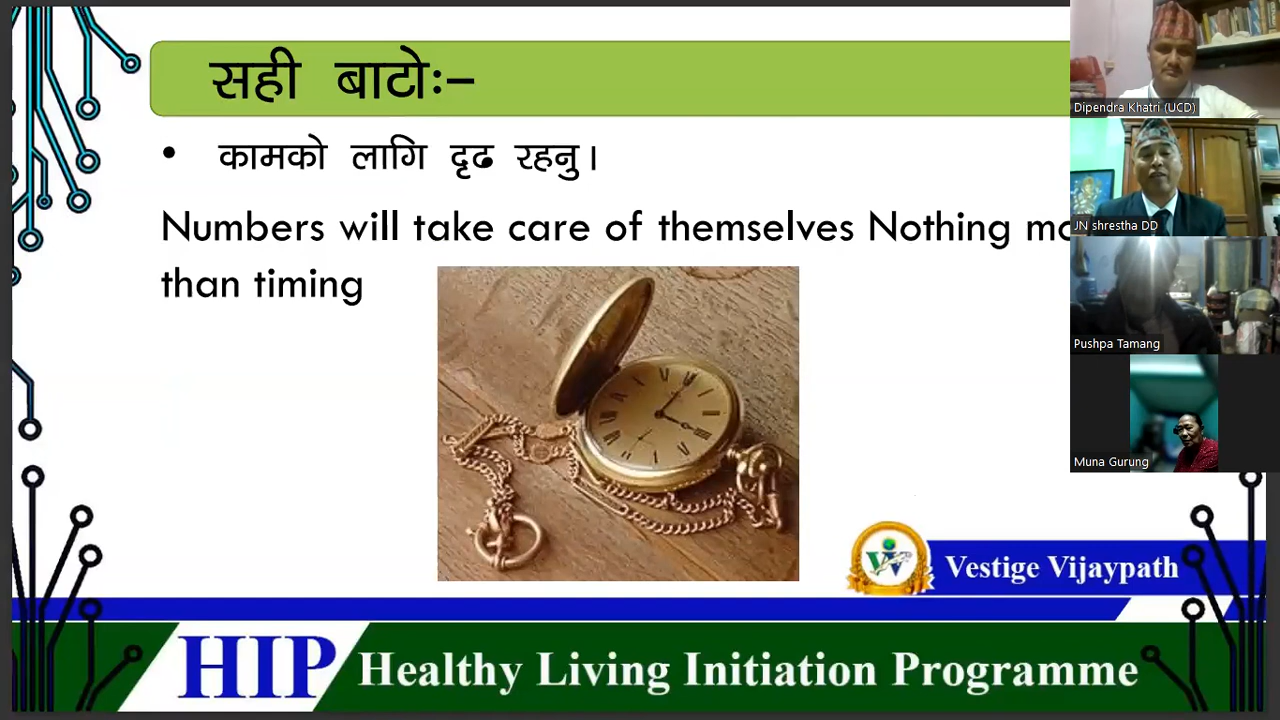 सही बाटोः–
• कामको लागि दृढ रहनु।
Numbers will take care of themselves Nothing
than timing
Dipendra Khatri (UCD)
JN shrestha DD
Pushpa Tamang
Muna Gurung
Vestige Vijaypath
HIP Healthy Living Initiation Programme